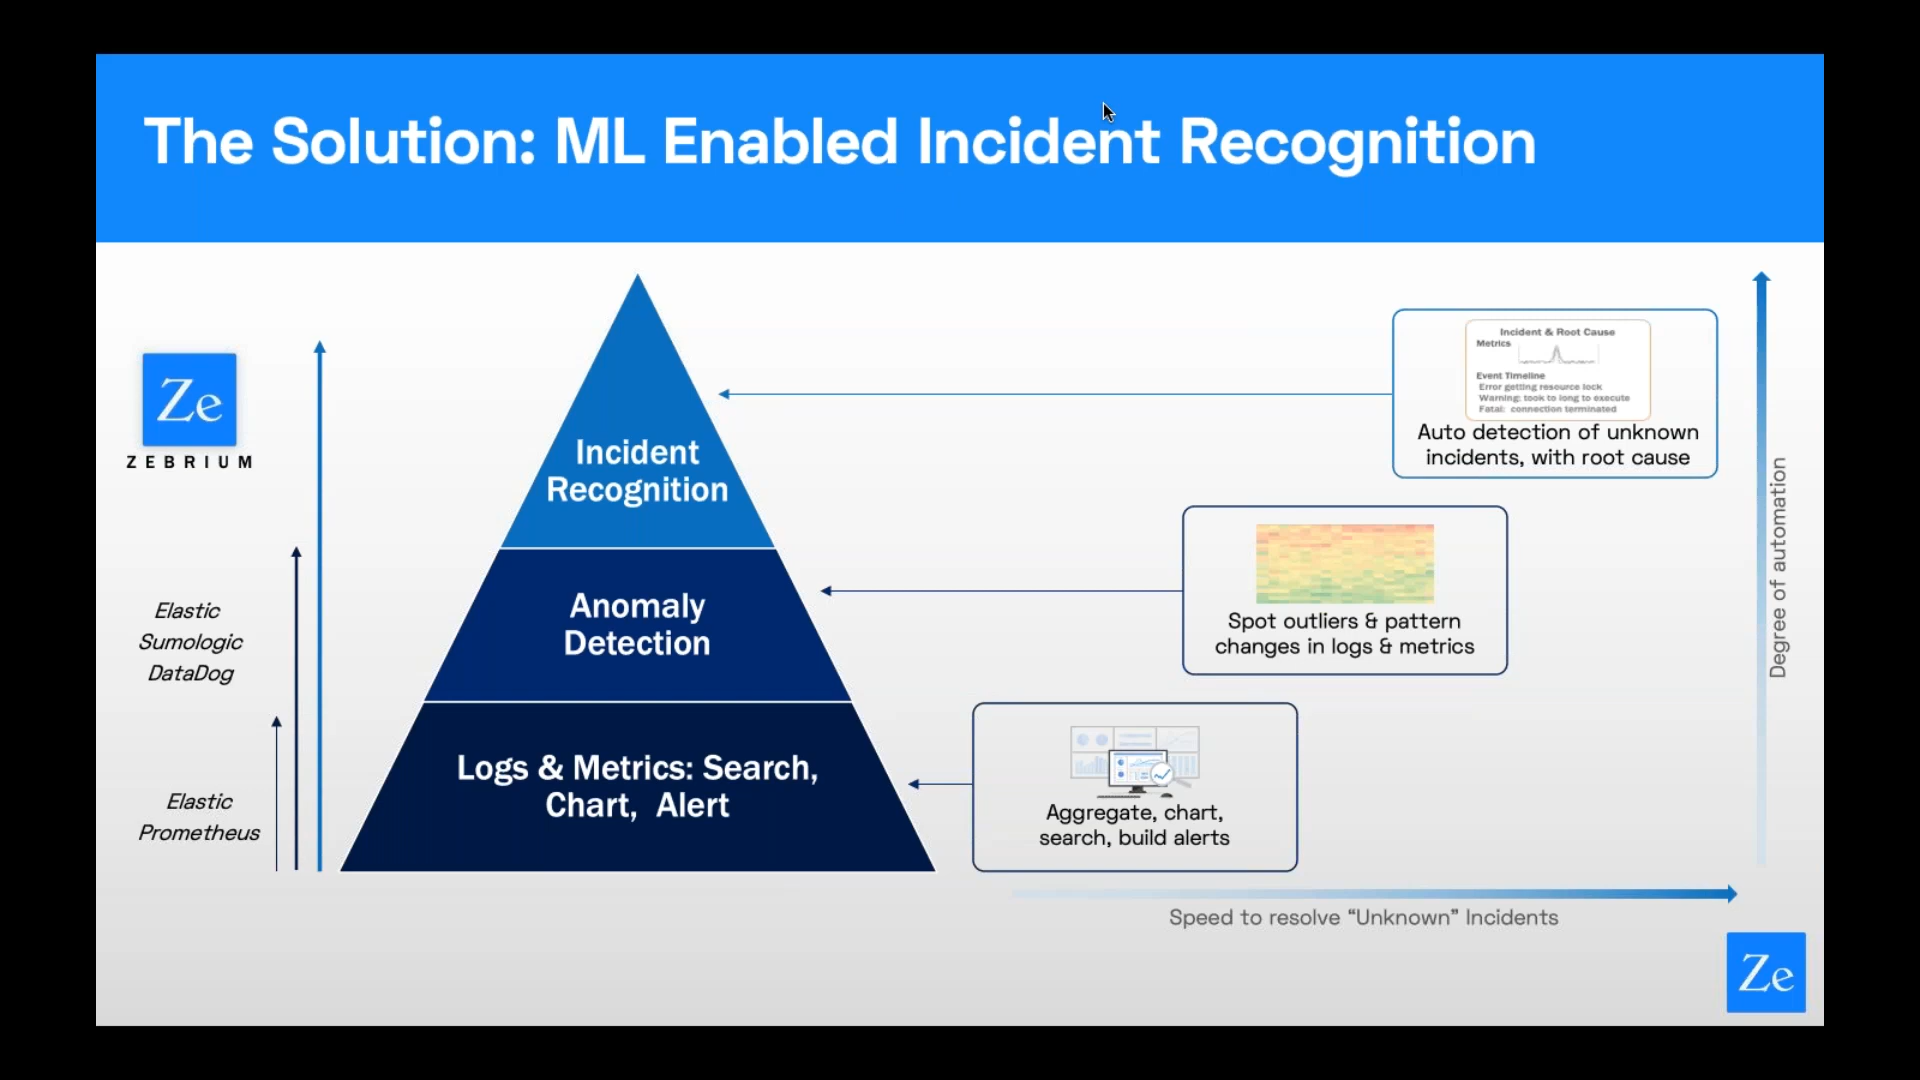 The Solution: ML Enabled Incident Recognition
Ze
ZEBRIUM
Elastic
Sumologic
DataDog
Elastic
Prometheus
Incident
Recognition
Anomaly
Detection
Logs & Metrics: Search,
Chart, Alert
Incident & Root Cause
Metrics
Event Timeline
Error getting resource lock
Warning: took to long to execute
Fatal: connection terminated
Auto detection of unknown
incidents, with root cause
Spot outliers & pattern
changes in logs & metrics
Aggregate, chart,
search, build alerts
Degree of automation
Speed to resolve “Unknown” Incidents
Ze